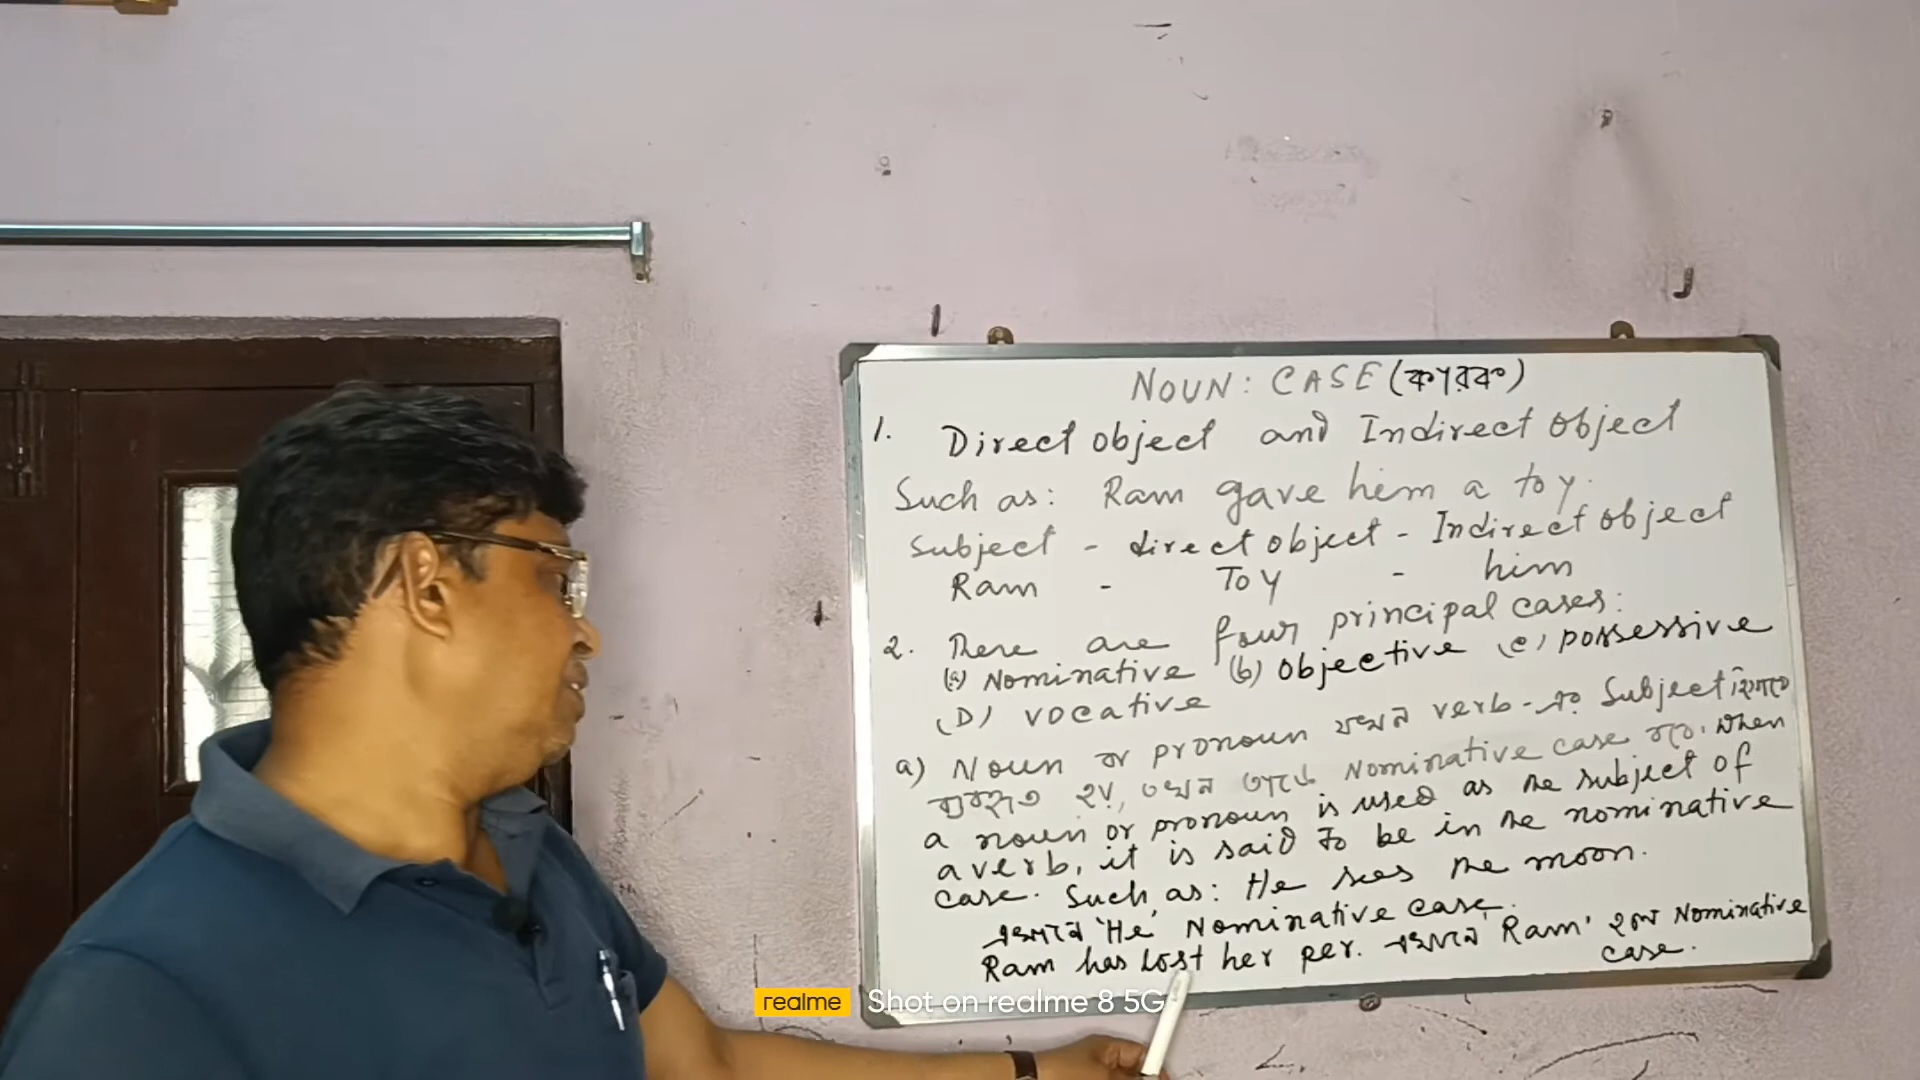 NOUN: CASE (কারক)
1. Direct object and Indirect object
Such as: Ram gave him a toy.
Subject - direct object - Indirect object
Ram - Toy - him
2. There are four principal cases:
(a) Nominative (b) objective (c) possessive
(D) vocative
a) Noun or pronoun যখন verb-এর Subject হিসাবে
ব্যবহৃত হয়, তখন তাকে Nominative case বলে. When
a noun or pronoun is used as the subject of
a verb, it is said to be in the nominative
case. Such as: He sees the moon.
এখানে 'He' Nominative case.
Ram has lost her per. এখানে 'Ram' হল Nominative
case.
realme Shot on realme 8 5G